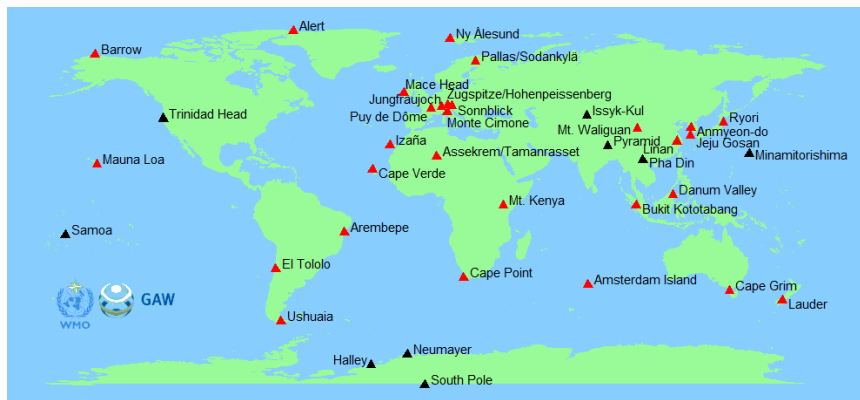 Alert
Ny Ålesund
Barrow
Pallas/Sodankylä
Mace Head
Zugspitze/Hohenpeissenberg
Jungfraujoch
Sonnblick
Puy de Dôme
Monte Cimone
Trinidad Head
Issyk-Kul
Ryori
Mt. Waliguan
Anmyeon-do
Pyramid
Jeju Gosan
Izaña
Linan
Assekrem/Tamanrasset
Minamitorishima
Mauna Loa
Pha Din
Cape Verde
Danum Valley
Mt. Kenya
Bukit Kototabang
Samoa
Arembepe
El Tololo
Cape Point
Amsterdam Island
Cape Grim
GAW
Lauder
WMO
Ushuaia
Neumayer
Halley
South Pole